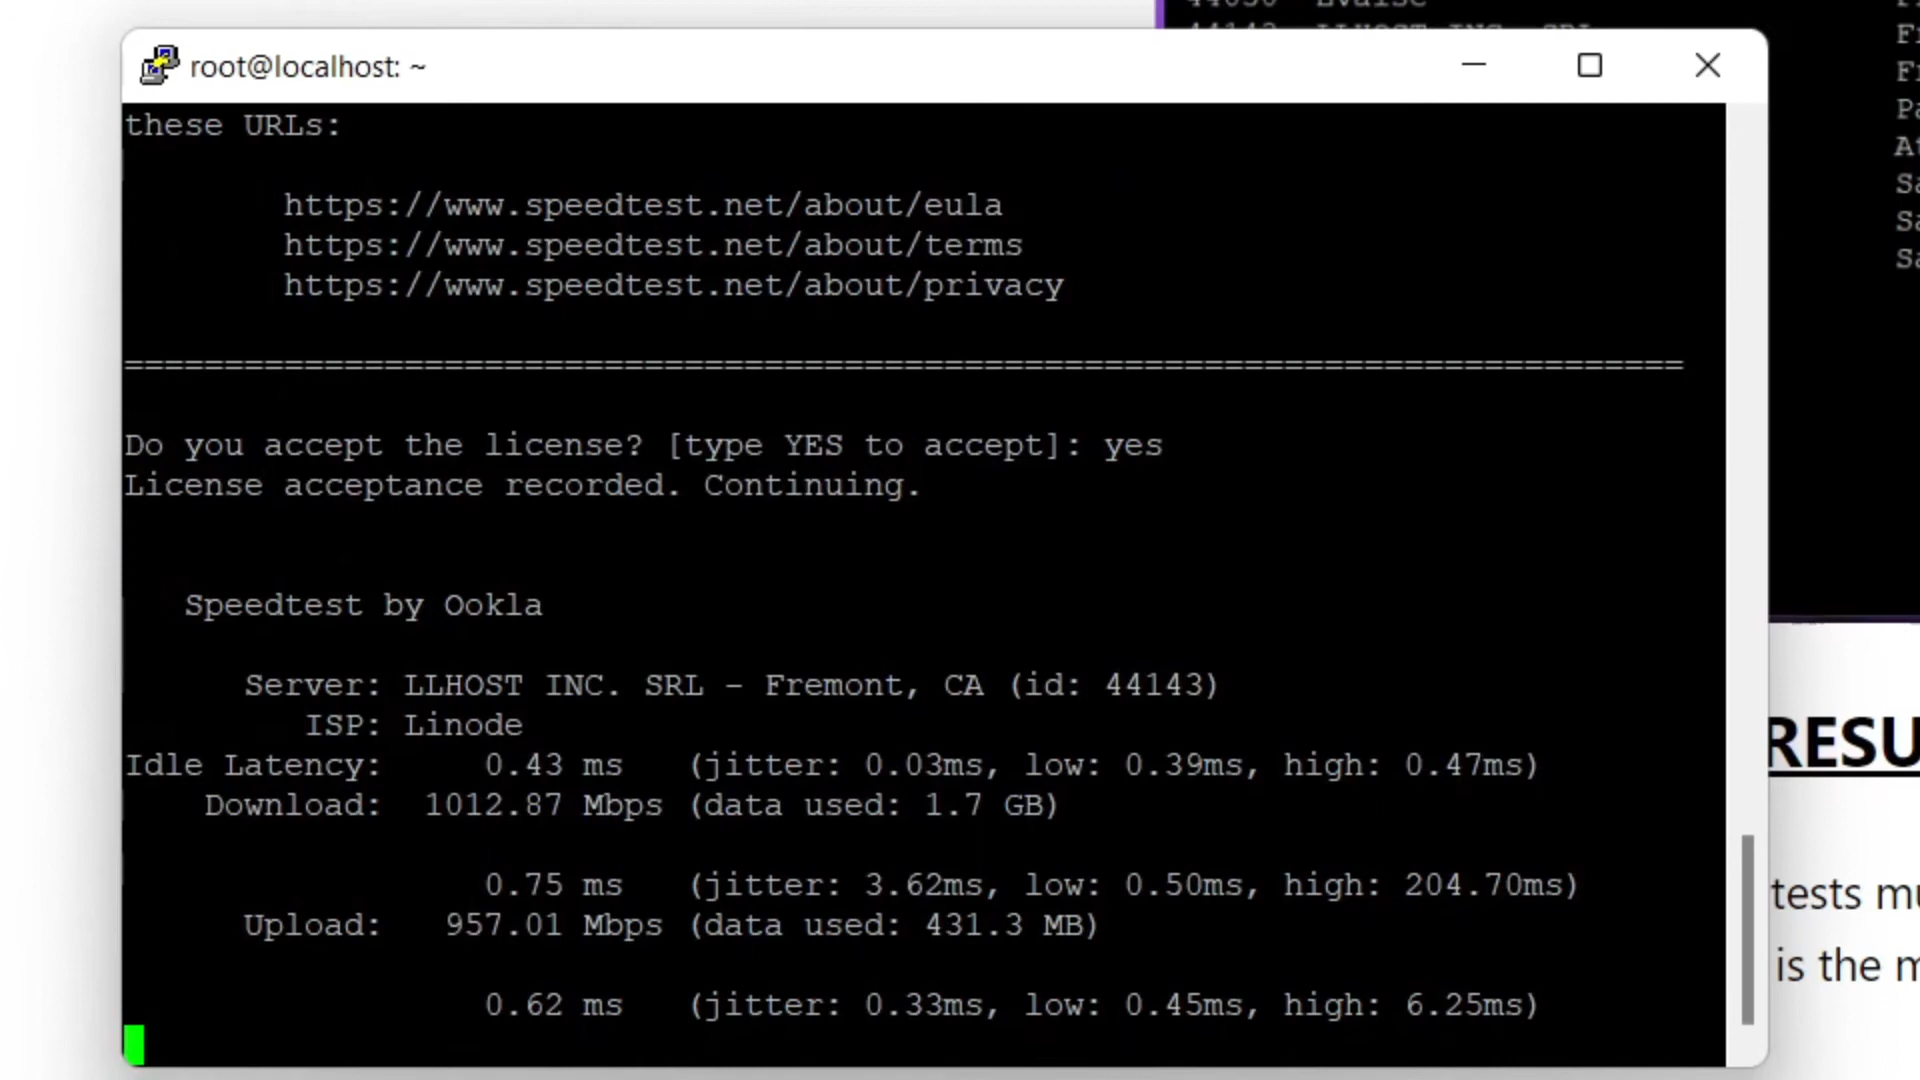 root@localhost: ~
these URLs:
https://www.speedtest.net/about/eula
https://www.speedtest.net/about/terms
https://www.speedtest.net/about/privacy
==============================================================================
Do you accept the license? [type YES to accept]: yes
License acceptance recorded. Continuing.
Speedtest by Ookla
Server: LLHOST INC. SRL - Fremont, CA (id: 44143)
ISP: Linode
Idle Latency: 0.43 ms (jitter: 0.03ms, low: 0.39ms, high: 0.47ms)
Download: 1012.87 Mbps (data used: 1.7 GB)
0.75 ms (jitter: 3.62ms, low: 0.50ms, high: 204.70ms)
Upload: 957.01 Mbps (data used: 431.3 MB)
0.62 ms (jitter: 0.33ms, low: 0.45ms, high: 6.25ms)
RESU
tests mu
is the m